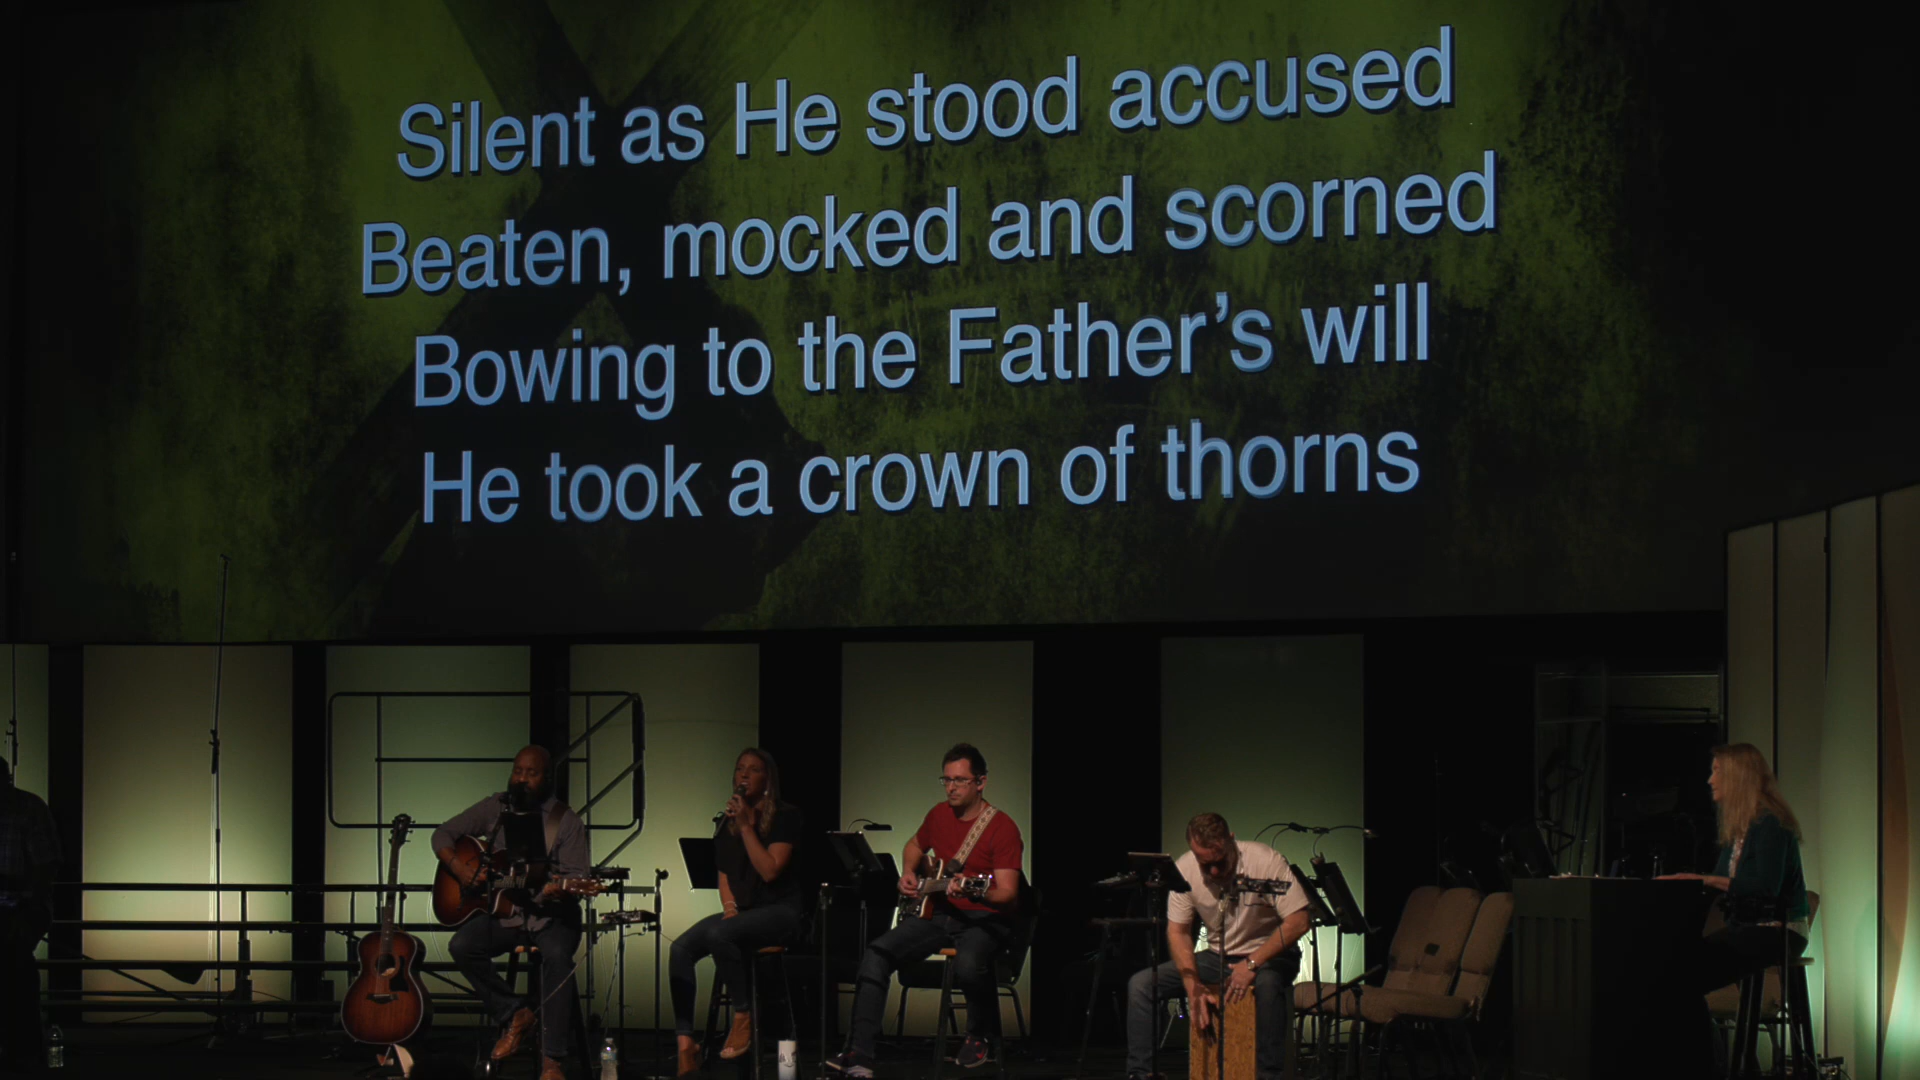 Silent as He stood accused
Beaten, mocked and scorned
Bowing to the Father’s will
He took a crown of thorns